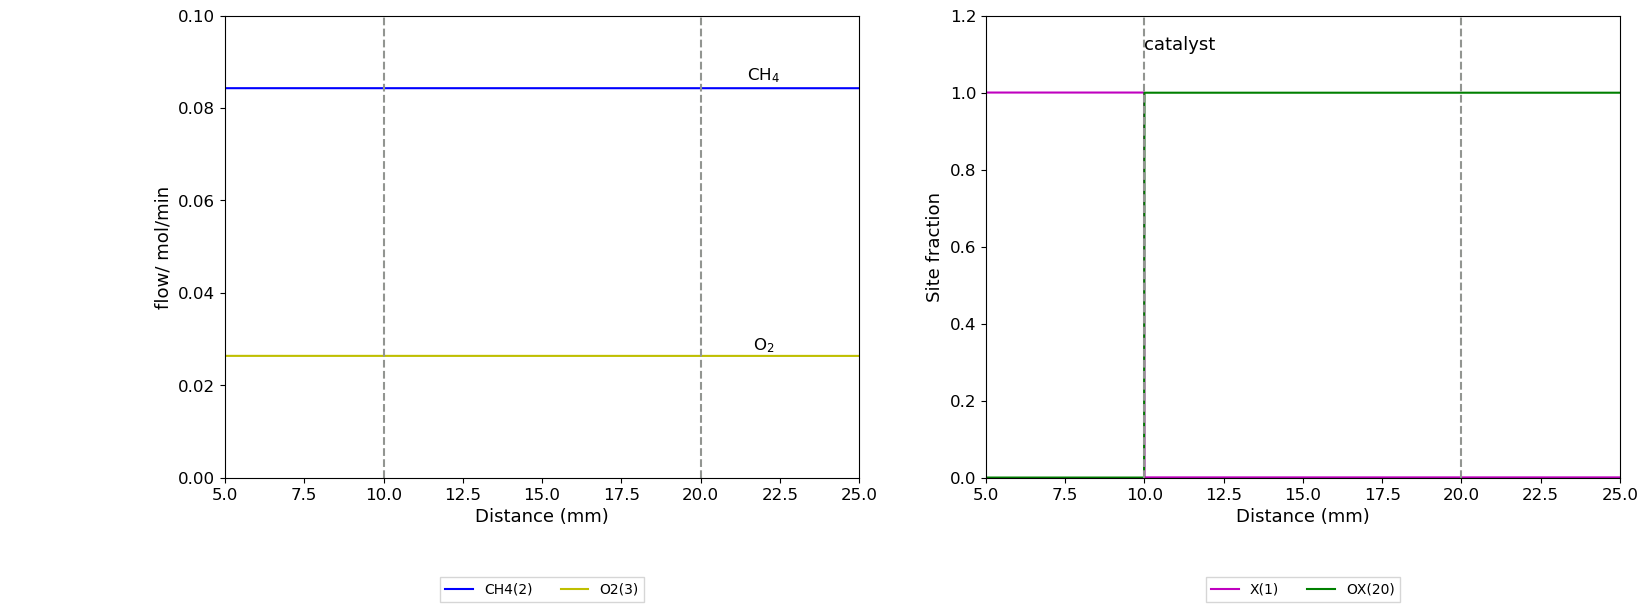 0.10
0.08
0.06
0.04
0.02
0.00
flow/ mol/min
CH4
O2
5.0 7.5 10.0 12.5 15.0 17.5 20.0 22.5 25.0
Distance (mm)
CH4(2) O2(3)
1.2
1.0
0.8
0.6
0.4
0.2
0.0
Site fraction
catalyst
5.0 7.5 10.0 12.5 15.0 17.5 20.0 22.5 25.0
Distance (mm)
X(1) OX(20)